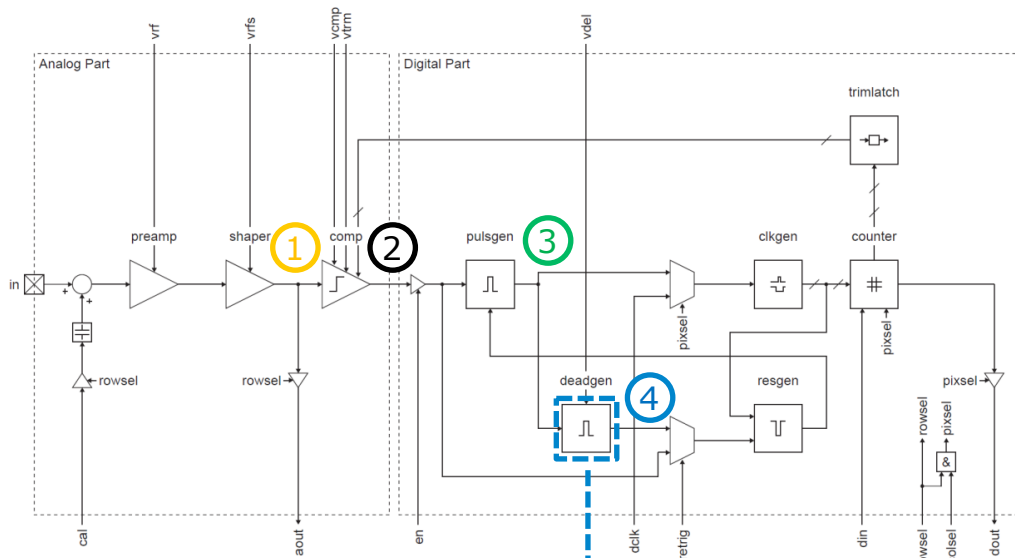 vrf
vrfs
vcmp
vtrm
vdel
Analog Part
Digital Part
trimlatch
preamp
shaper
1
comp
2
pulsgen
3
clkgen
counter
in
+
+
#
pixsel
pixsel
rowsel
rowsel
deadgen
4
resgen
pixsel
rowsel
pixsel
&
cal
aout
en
dclk
retrig
din
dout